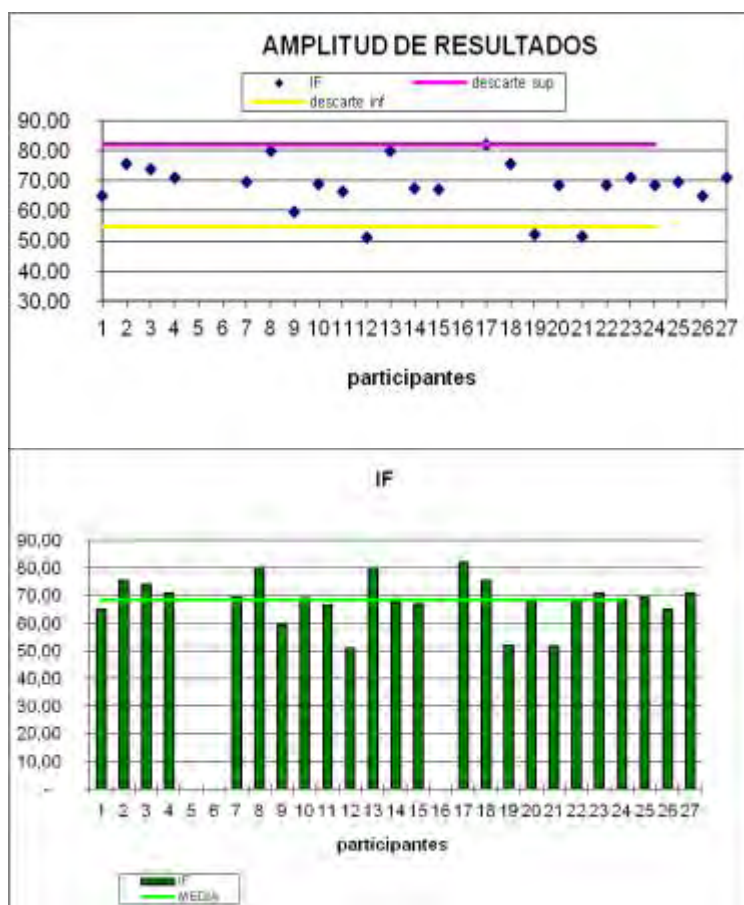 AMPLITUD DE RESULTADOS
IF descarte sup
descarte inf
90,00
80,00
70,00
60,00
50,00
40,00
30,00
1 2 3 4 5 6 7 8 9 10 11 12 13 14 15 16 17 18 19 20 21 22 23 24 25 26 27
participantes
IF
90,00
80,00
70,00
60,00
50,00
40,00
30,00
20,00
10,00
-
1 2 3 4 5 6 7 8 9 10 11 12 13 14 15 16 17 18 19 20 21 22 23 24 25 26 27
participantes
IF
MEDIA